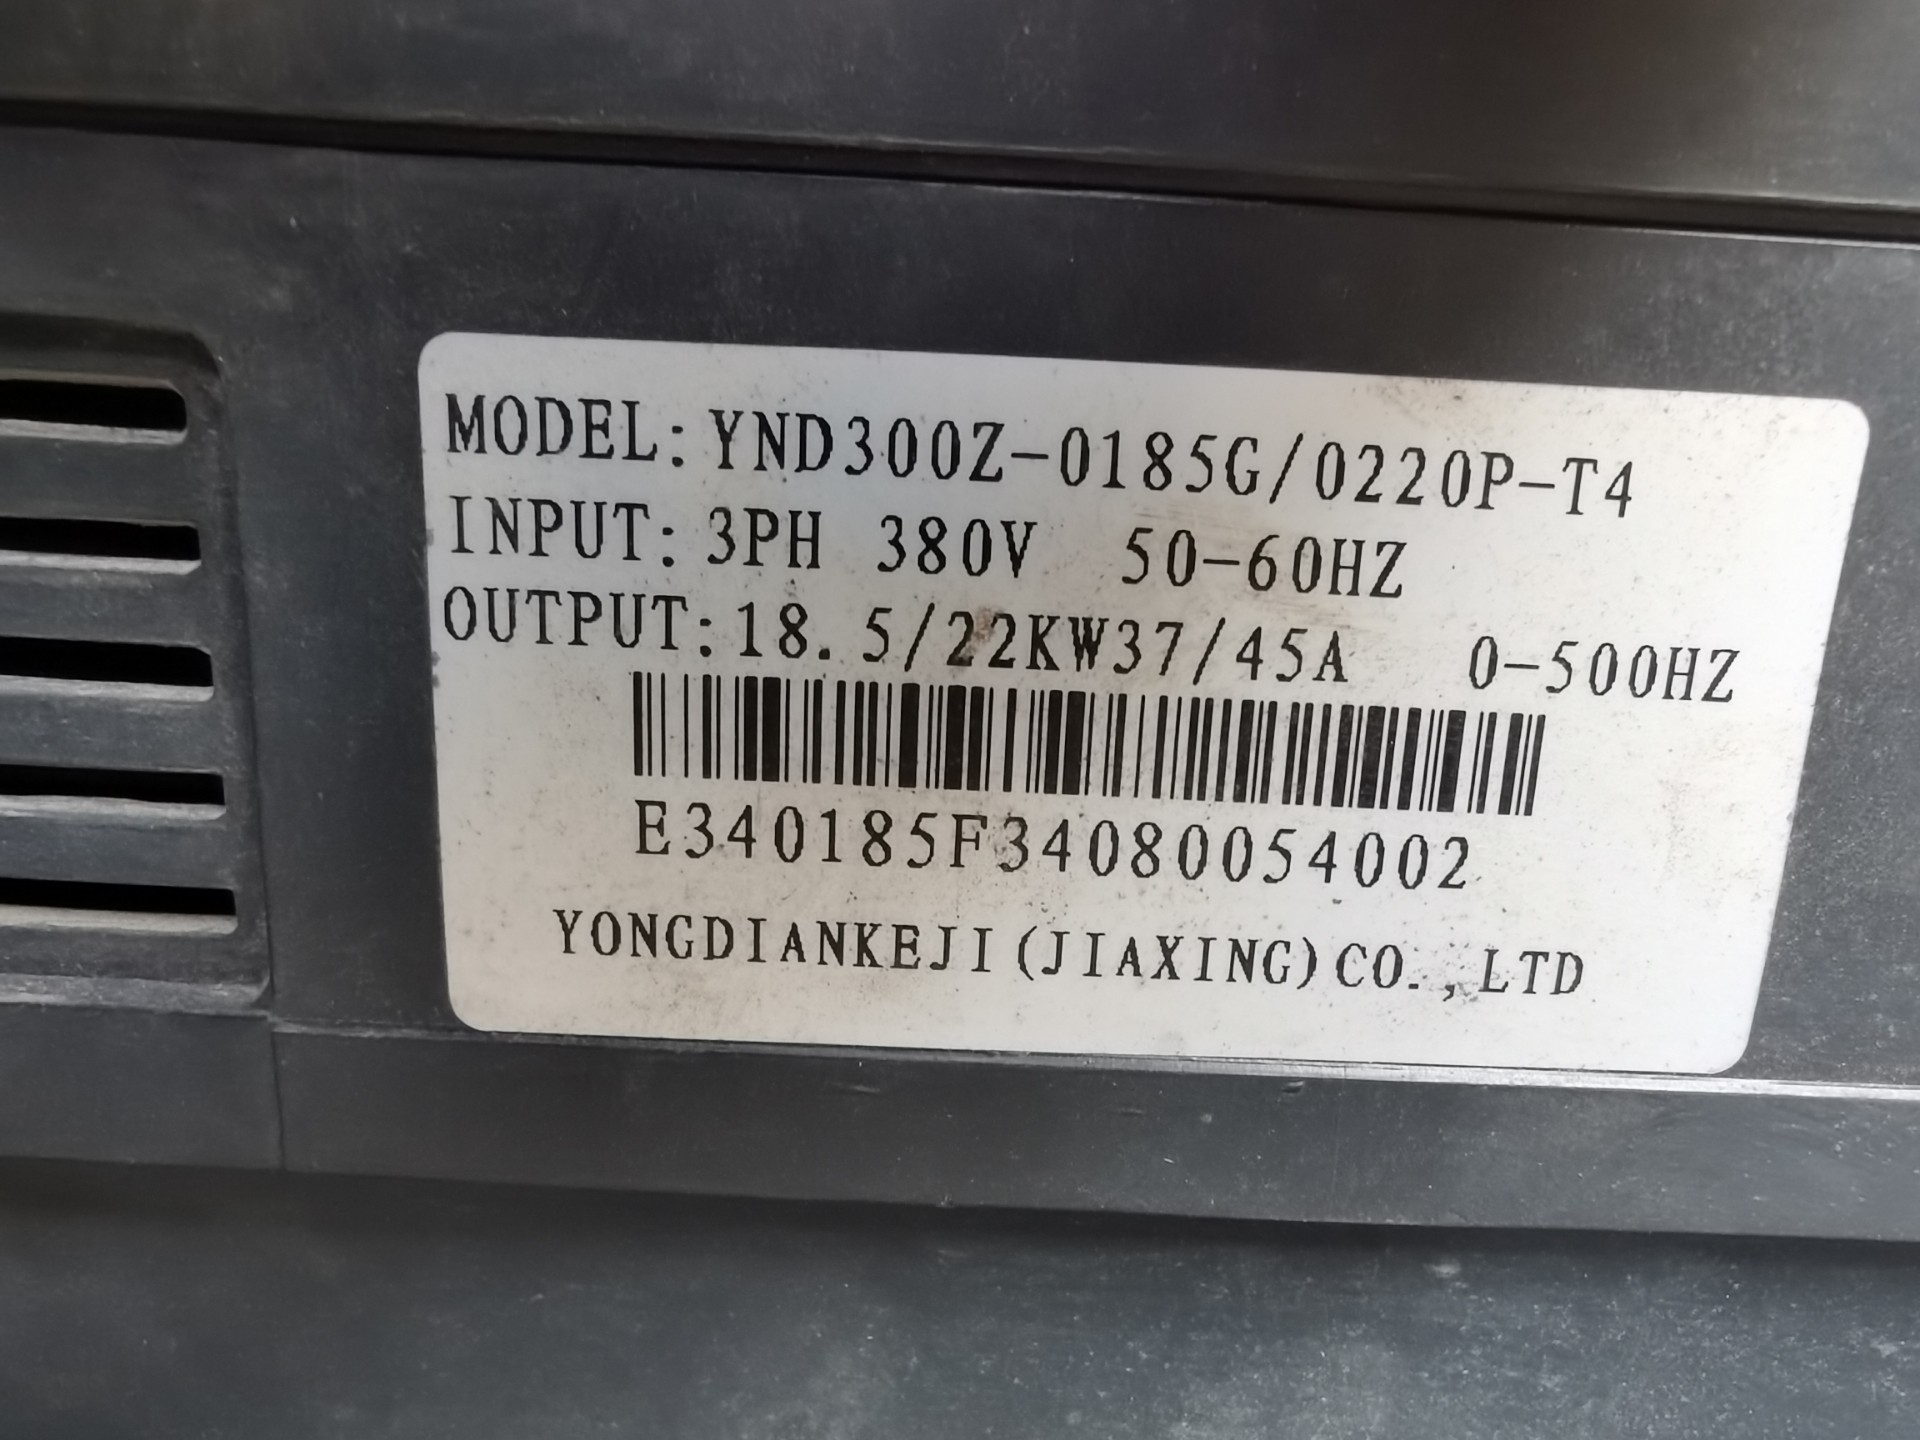 MODEL: YND300Z-0185G/0220P-T4
INPUT: 3PH 380V 50-60HZ
OUTPUT: 18.5/22KW37/45A 0-500HZ
E340185F34080054002
YONGDIANKEJI(JIAXING)CO.,LTD